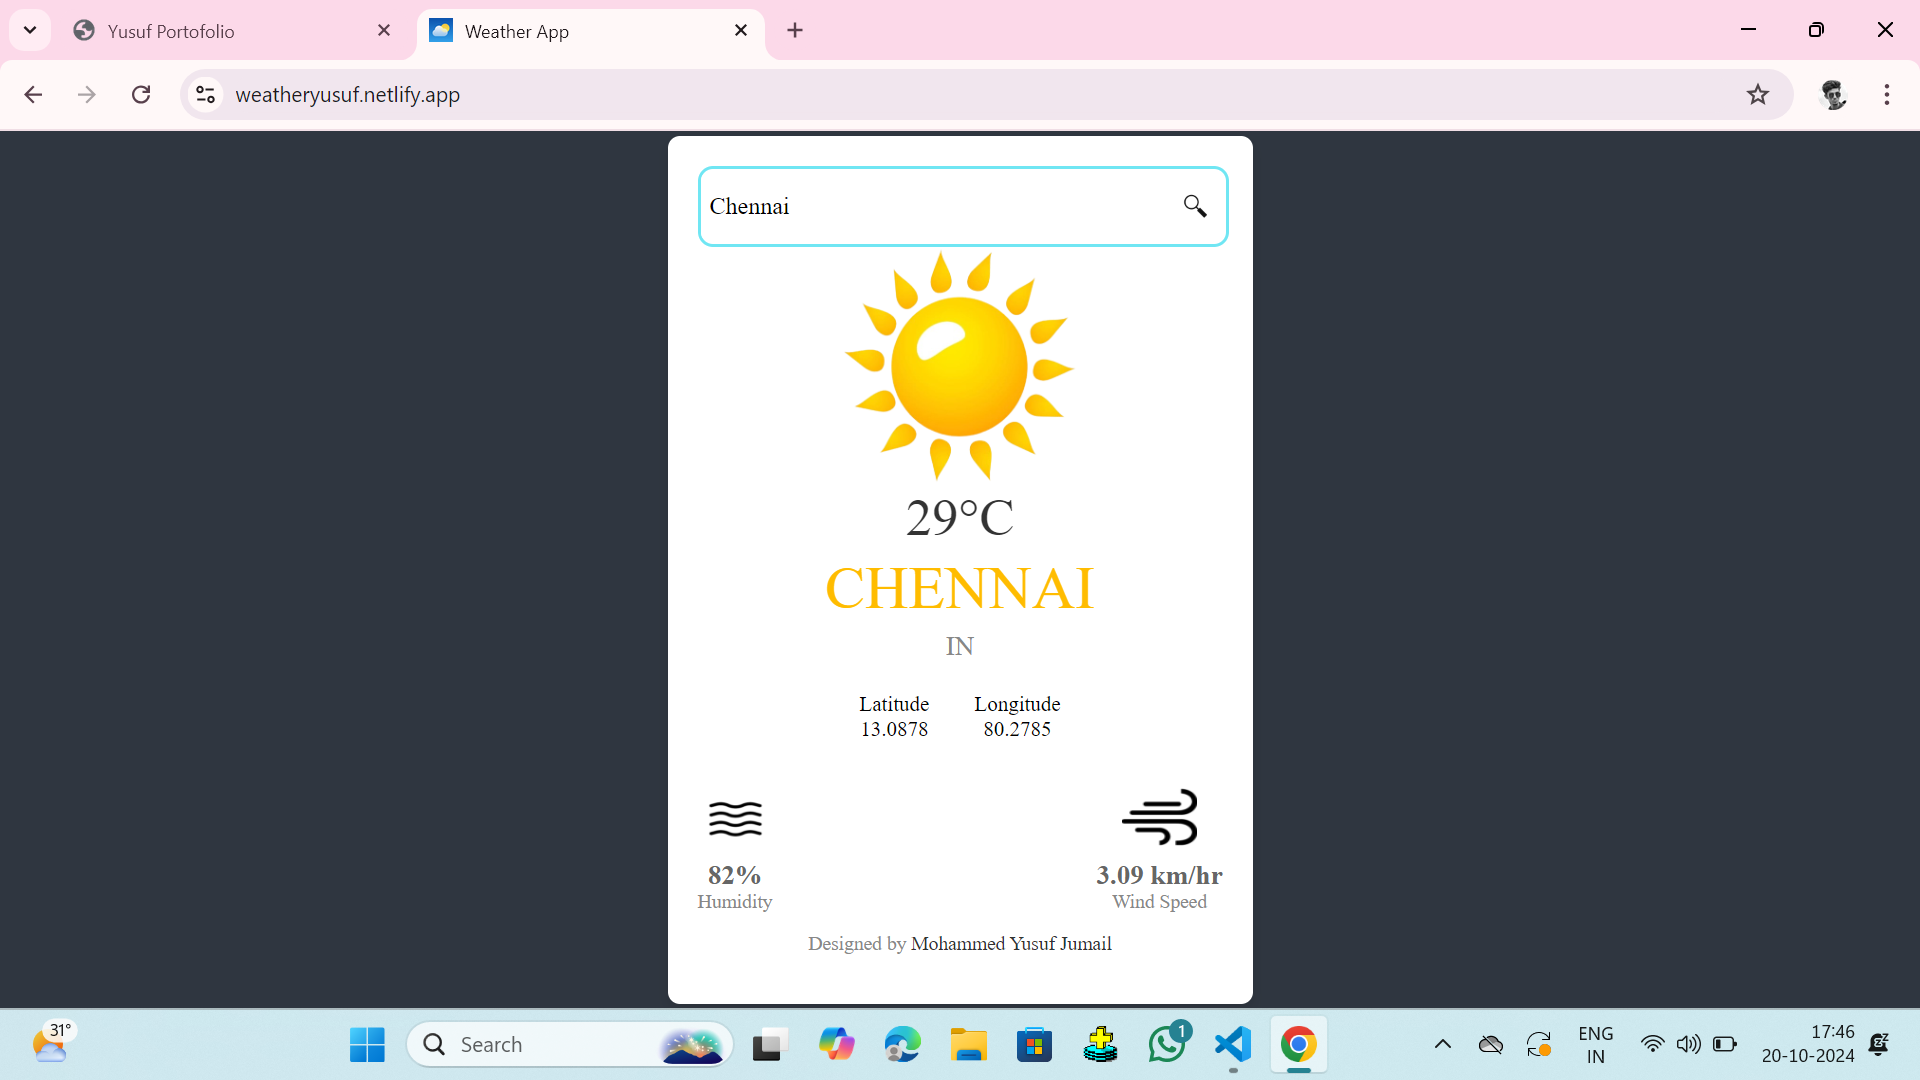 Yusuf Portofolio
Weather App
weatheryusuf.netlify.app
Chennai
29°C
CHENNAI
IN
Latitude Longitude
13.0878 80.2785
82% 3.09 km/hr
Humidity Wind Speed
Designed by Mohammed Yusuf Jumail
31°
Search
1
ENG
IN
17:46
20-10-2024